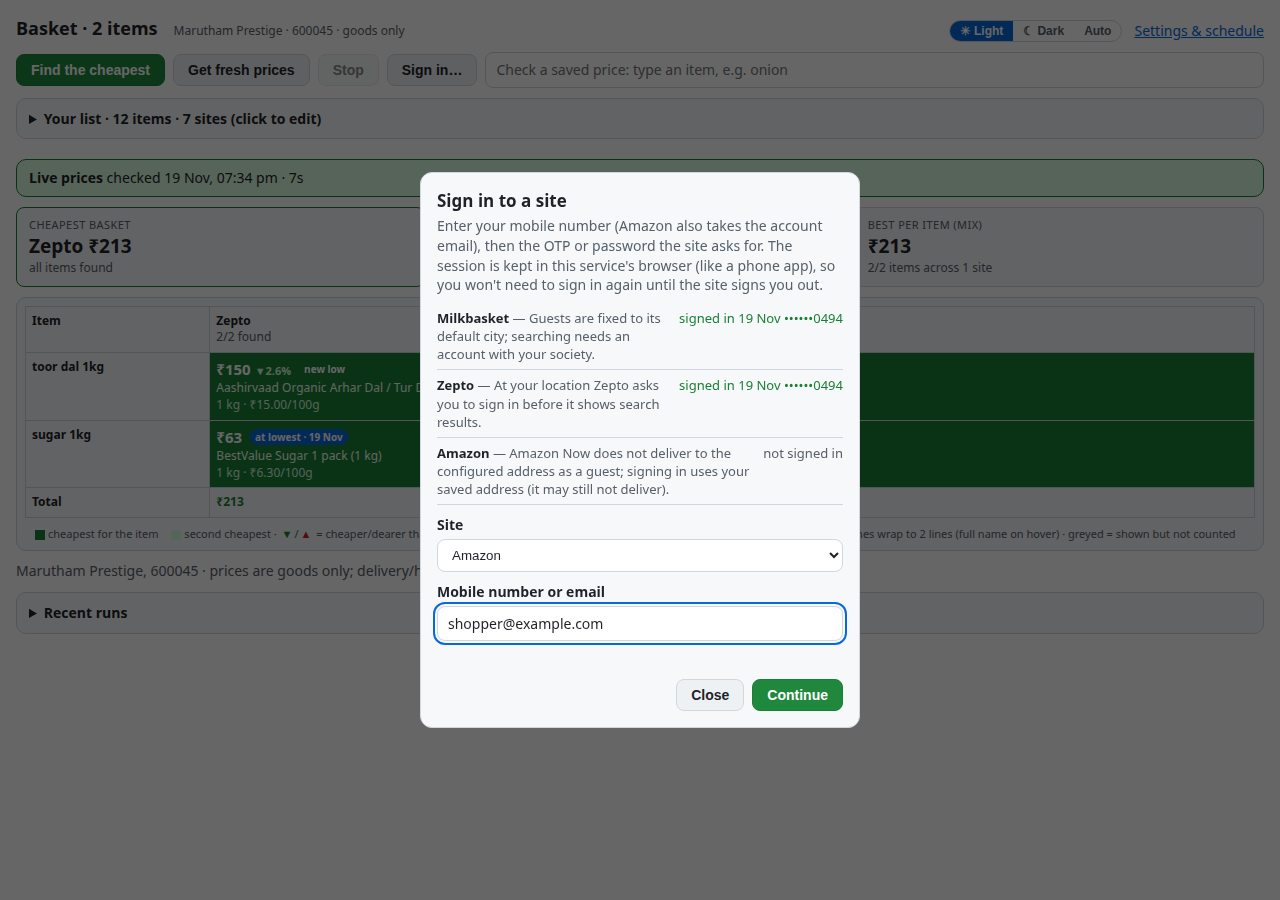 Basket · 2 items
Marutham Prestige · 600045 · goods only
☀ Light
☾ Dark
Auto
Settings & schedule
Find the cheapest
Get fresh prices
Stop
Sign in…
Check a saved price: type an item, e.g. onion
▶ Your list · 12 items · 7 sites (click to edit)
Live prices checked 19 Nov, 07:34 pm · 7s
CHEAPEST BASKET
Zepto ₹213
all items found
BEST PER ITEM (MIX)
₹213
2/2 items across 1 site
Item
Zepto
2/2 found
toor dal 1kg
₹150 ▼2.6% new low
Aashirvaad Organic Arhar Dal / Tur D
1 kg · ₹15.00/100g
sugar 1kg
₹63 at lowest · 19 Nov
BestValue Sugar 1 pack (1 kg)
1 kg · ₹6.30/100g
Total
₹213
cheapest for the item
second cheapest · ▼ / ▲ = cheaper/dearer th
nes wrap to 2 lines (full name on hover) · greyed = shown but not counted
Marutham Prestige, 600045 · prices are goods only; delivery/h
▶ Recent runs
Sign in to a site
Enter your mobile number (Amazon also takes the account
email), then the OTP or password the site asks for. The
session is kept in this service's browser (like a phone app), so
you won't need to sign in again until the site signs you out.
Milkbasket — Guests are fixed to its
default city; searching needs an
account with your society.
signed in 19 Nov ••••••0494
Zepto — At your location Zepto asks
you to sign in before it shows search
results.
signed in 19 Nov ••••••0494
Amazon — Amazon Now does not deliver to the
configured address as a guest; signing in uses your
saved address (it may still not deliver).
not signed in
Site
Amazon
Mobile number or email
shopper@example.com
Close
Continue